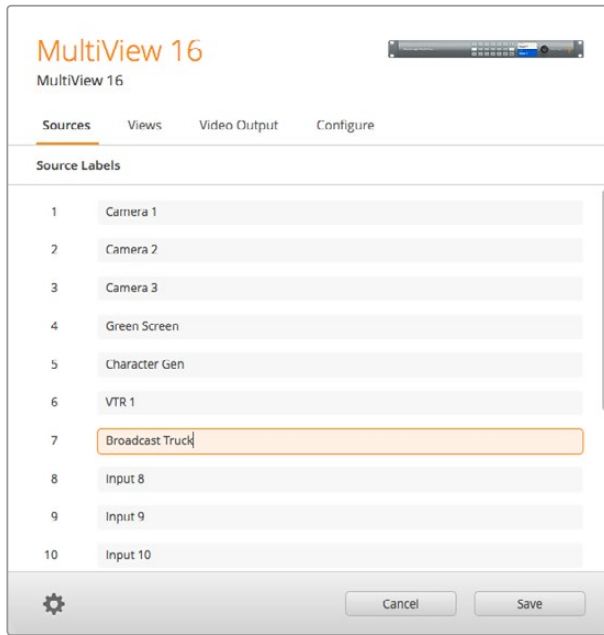 MultiView 16
MultiView 16
Sources Views Video Output Configure
Source Labels
1 Camera 1
2 Camera 2
3 Camera 3
4 Green Screen
5 Character Gen
6 VTR 1
7 Broadcast Truck
8 Input 8
9 Input 9
10 Input 10
Cancel Save